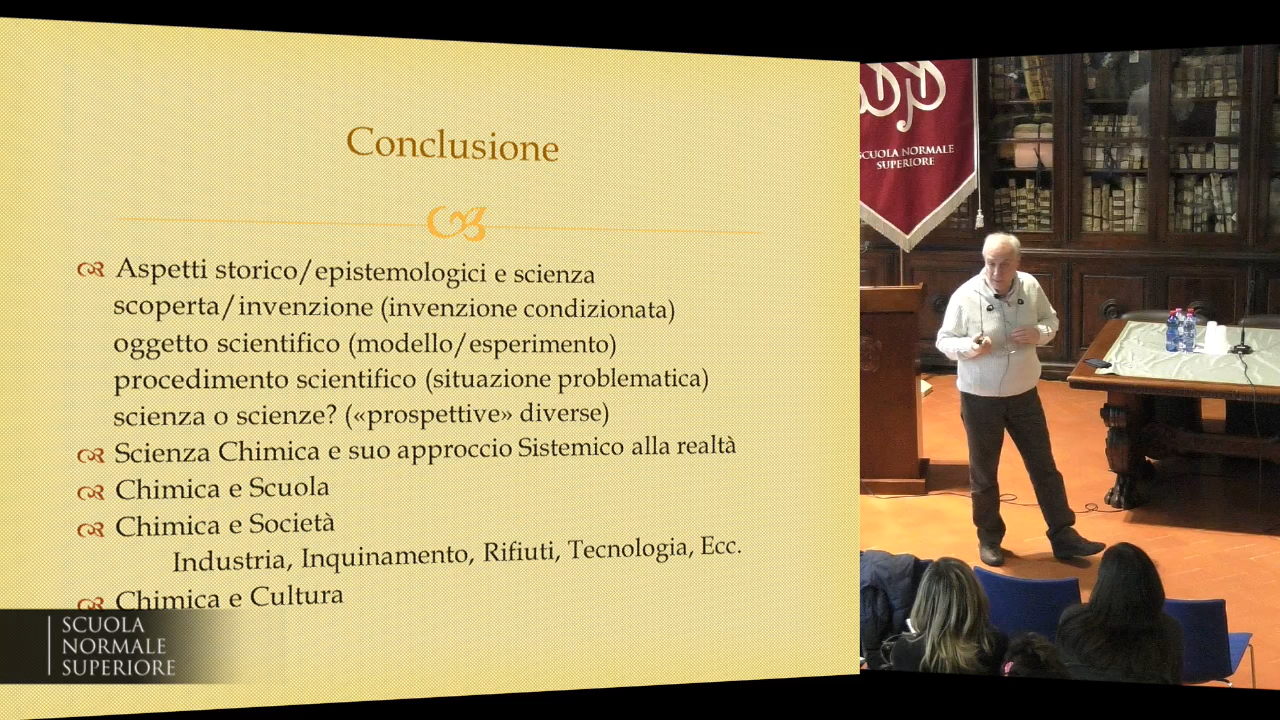 Conclusione
Aspetti storico/epistemologici e scienza
scoperta/invenzione (invenzione condizionata)
oggetto scientifico (modello/esperimento)
procedimento scientifico (situazione problematica)
scienza o scienze? («prospettive» diverse)
Scienza Chimica e suo approccio Sistemico alla realtà
Chimica e Scuola
Chimica e Società
Industria, Inquinamento, Rifiuti, Tecnologia, Ecc.
Chimica e Cultura
SCUOLA
NORMALE
SUPERIORE
SCUOLA NORMALE
SUPERIORE